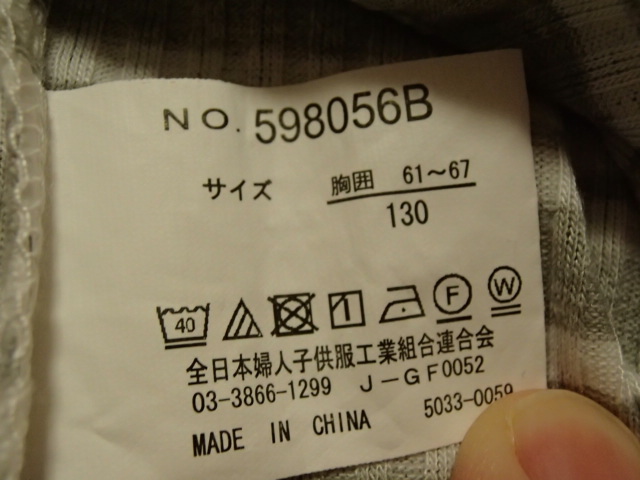 NO. 598056B
サイズ 胸囲 61〜67
130
40 F W
全日本婦人子供服工業組合連合会
03-3866-1299 J-GF0052
MADE IN CHINA 5033-0059